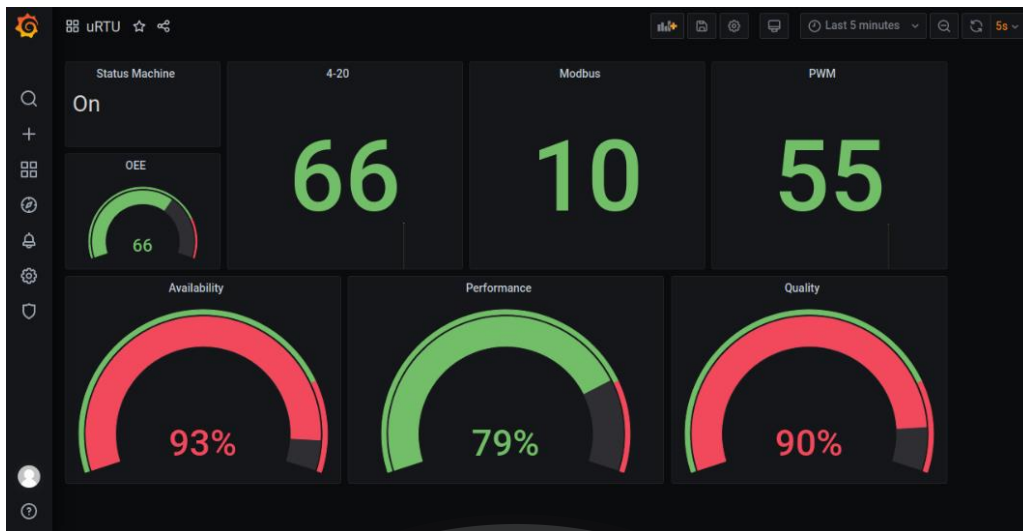 uRTU
Last 5 minutes
5s
Status Machine
On
4-20
66
Modbus
10
PWM
55
OEE
66
Availability
93%
Performance
79%
Quality
90%